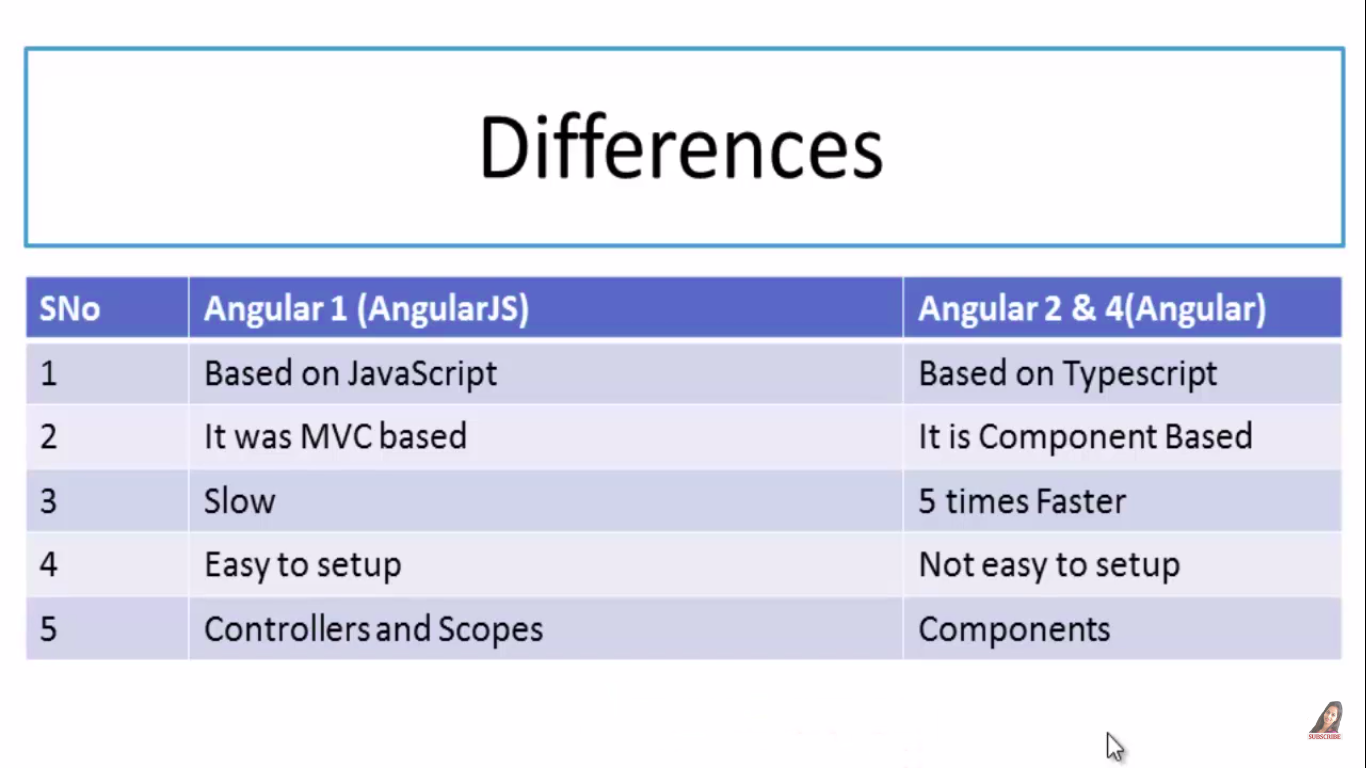 Differences
SNo Angular 1 (AngularJS) Angular 2 & 4(Angular)
1 Based on JavaScript Based on Typescript
2 It was MVC based It is Component Based
3 Slow 5 times Faster
4 Easy to setup Not easy to setup
5 Controllers and Scopes Components
SUBSCRIBE